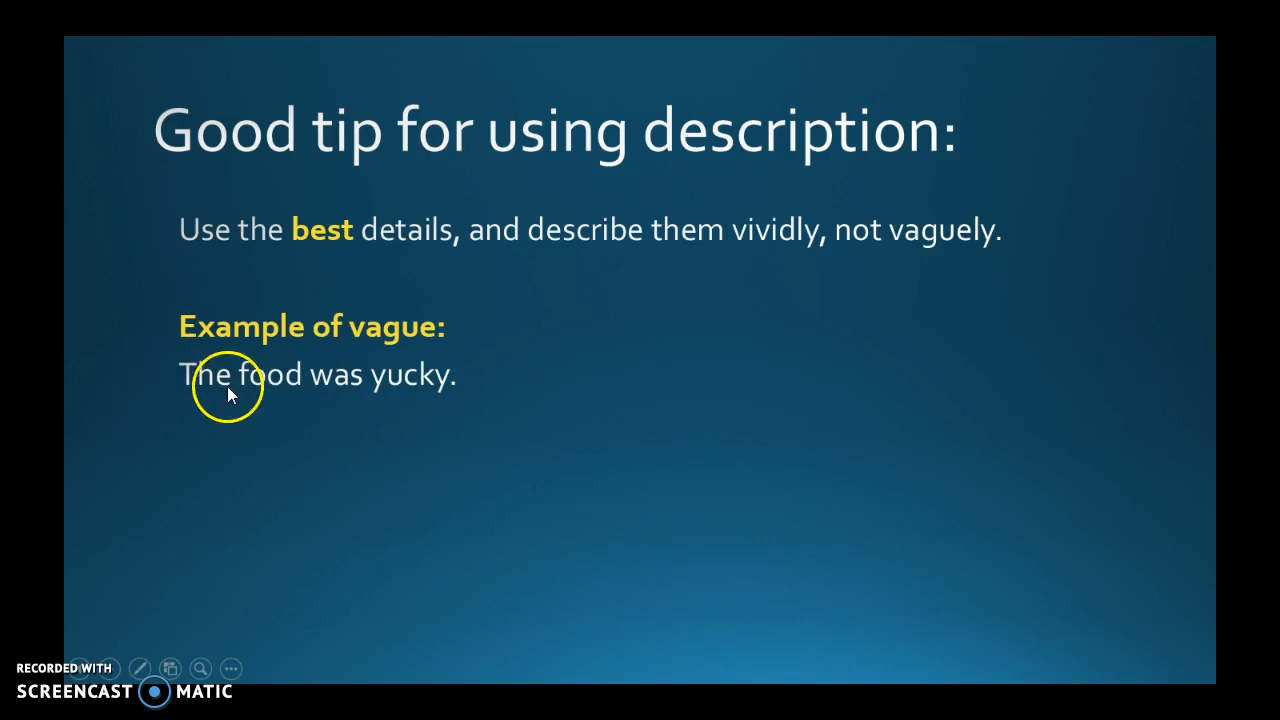 Good tip for using description:
Use the best details, and describe them vividly, not vaguely.
Example of vague:
The food was yucky.
RECORDED WITH
SCREENCAST MATIC